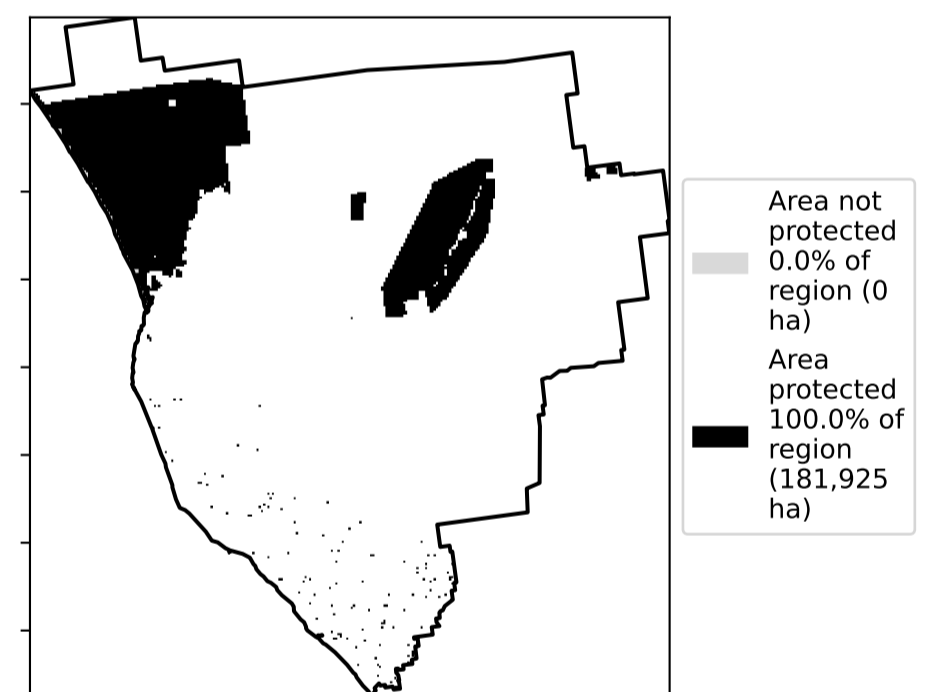 Area not
protected
0.0% of
region (0
ha)
Area
protected
100.0% of
region
(181,925
ha)